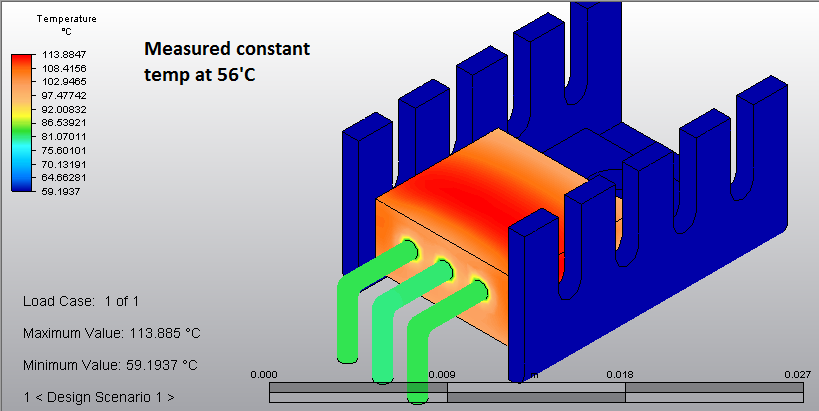 Temperature
°C
113.8847
108.4156
102.9465
97.47742
92.00832
86.53921
81.07011
75.60101
70.13191
64.66281
59.1937
Measured constant
temp at 56'C
Load Case: 1 of 1
Maximum Value: 113.885 °C
Minimum Value: 59.1937 °C
1 < Design Scenario 1 >
0.000 0.009 0.018 0.027